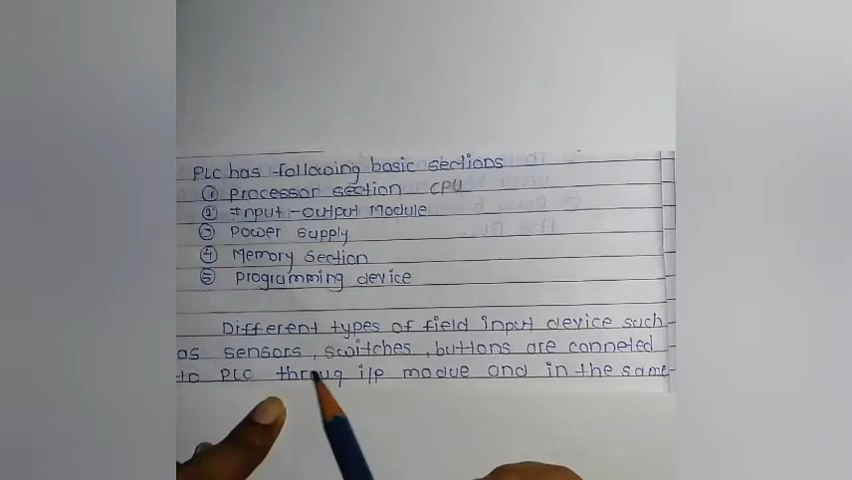 PLC has following basic sections
① processor section CPU
② Input-output Module
③ Power supply
④ Memory Section
⑤ programming device
Different types of field input device such
as sensors, switches, buttons are conneted
to PLC throug i/p modue and in the same